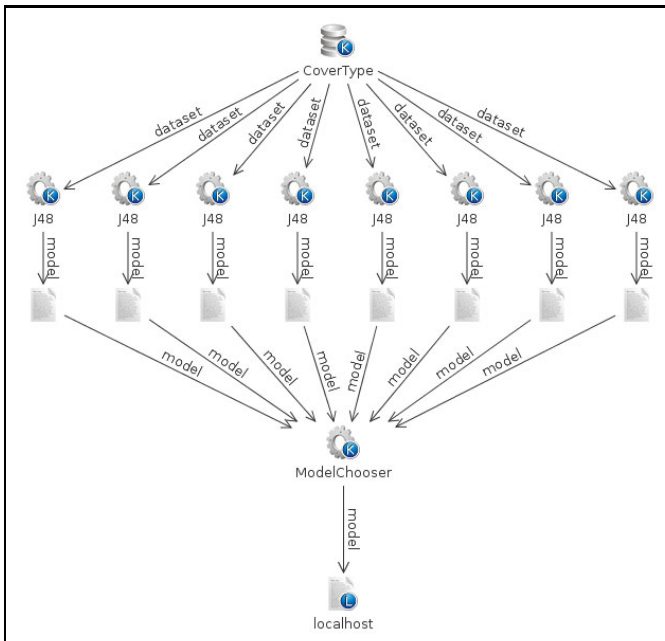 K
CoverType
dataset dataset dataset dataset dataset dataset dataset dataset
K K K K K K K K
J48 J48 J48 J48 J48 J48 J48 J48
model model model model model model model model
model model model model model model model model
K
ModelChooser
model
L
localhost